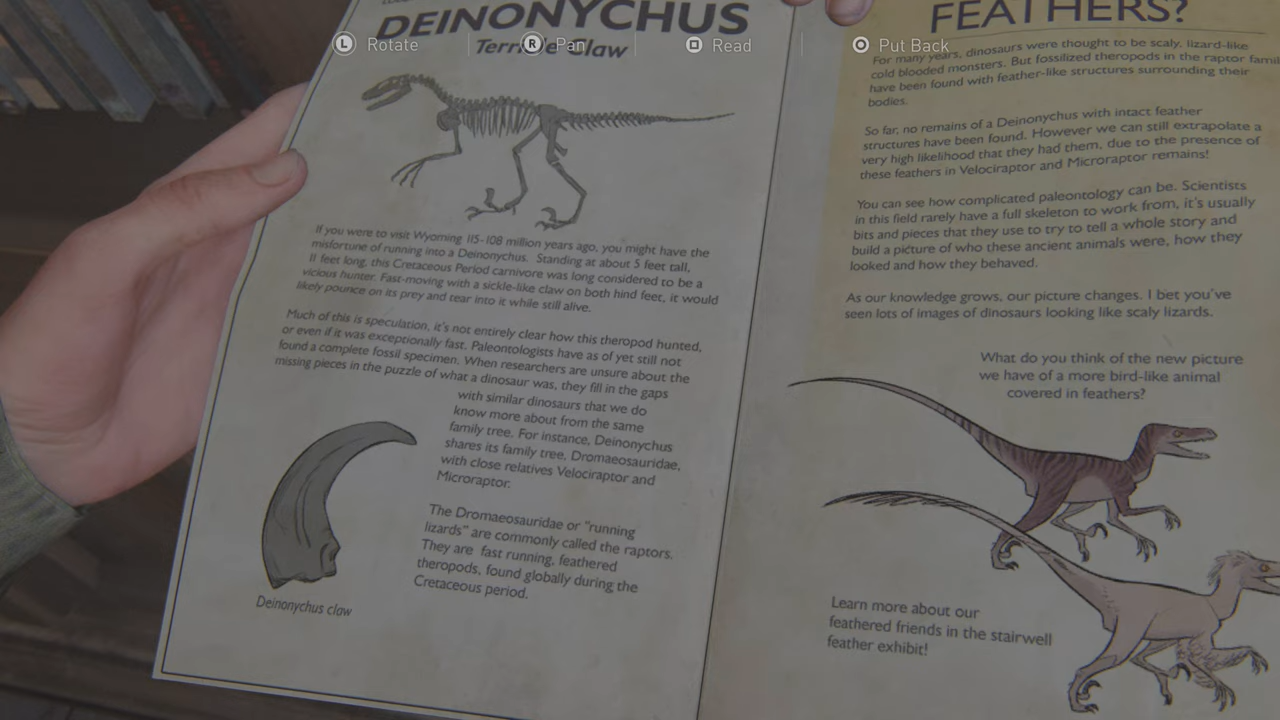 DEINONYCHUS
Terrible Claw
L Rotate
R Pan
Read
Put Back
If you were to visit Wyoming 115-108 million years ago, you might have the
misfortune of running into a Deinonychus. Standing at about 5 feet tall,
11 feet long, this Cretaceous Period carnivore was long considered to be a
vicious hunter. Fast-moving with a sickle-like claw on both hind feet, it would
likely pounce on its prey and tear into it while still alive.
Much of this is speculation, it's not entirely clear how this theropod hunted,
or even if it was exceptionally fast. Paleontologists have as of yet still not
found a complete fossil specimen. When researchers are unsure about the
missing pieces in the puzzle of what a dinosaur was, they fill in the gaps
with similar dinosaurs that we do
know more about from the same
family tree. For instance, Deinonychus
shares its family tree, Dromaeosauridae,
with close relatives Velociraptor and
Microraptor.
The Dromaeosauridae or "running
lizards" are commonly called the raptors.
They are fast running, feathered
theropods, found globally during the
Cretaceous period.
Deinonychus claw
FEATHERS?
For many years, dinosaurs were thought to be scaly, lizard-like
cold blooded monsters. But fossilized theropods in the raptor famil
have been found with feather-like structures surrounding their
bodies.
So far, no remains of a Deinonychus with intact feather
structures have been found. However we can still extrapolate a
very high likelihood that they had them, due to the presence of
these feathers in Velociraptor and Microraptor remains!
You can see how complicated paleontology can be. Scientists
in this field rarely have a full skeleton to work from, it's usually
bits and pieces that they use to try to tell a whole story and
build a picture of who these ancient animals were, how they
looked and how they behaved.
As our knowledge grows, our picture changes. I bet you've
seen lots of images of dinosaurs looking like scaly lizards.
What do you think of the new picture
we have of a more bird-like animal
covered in feathers?
Learn more about our
feathered friends in the stairwell
feather exhibit!